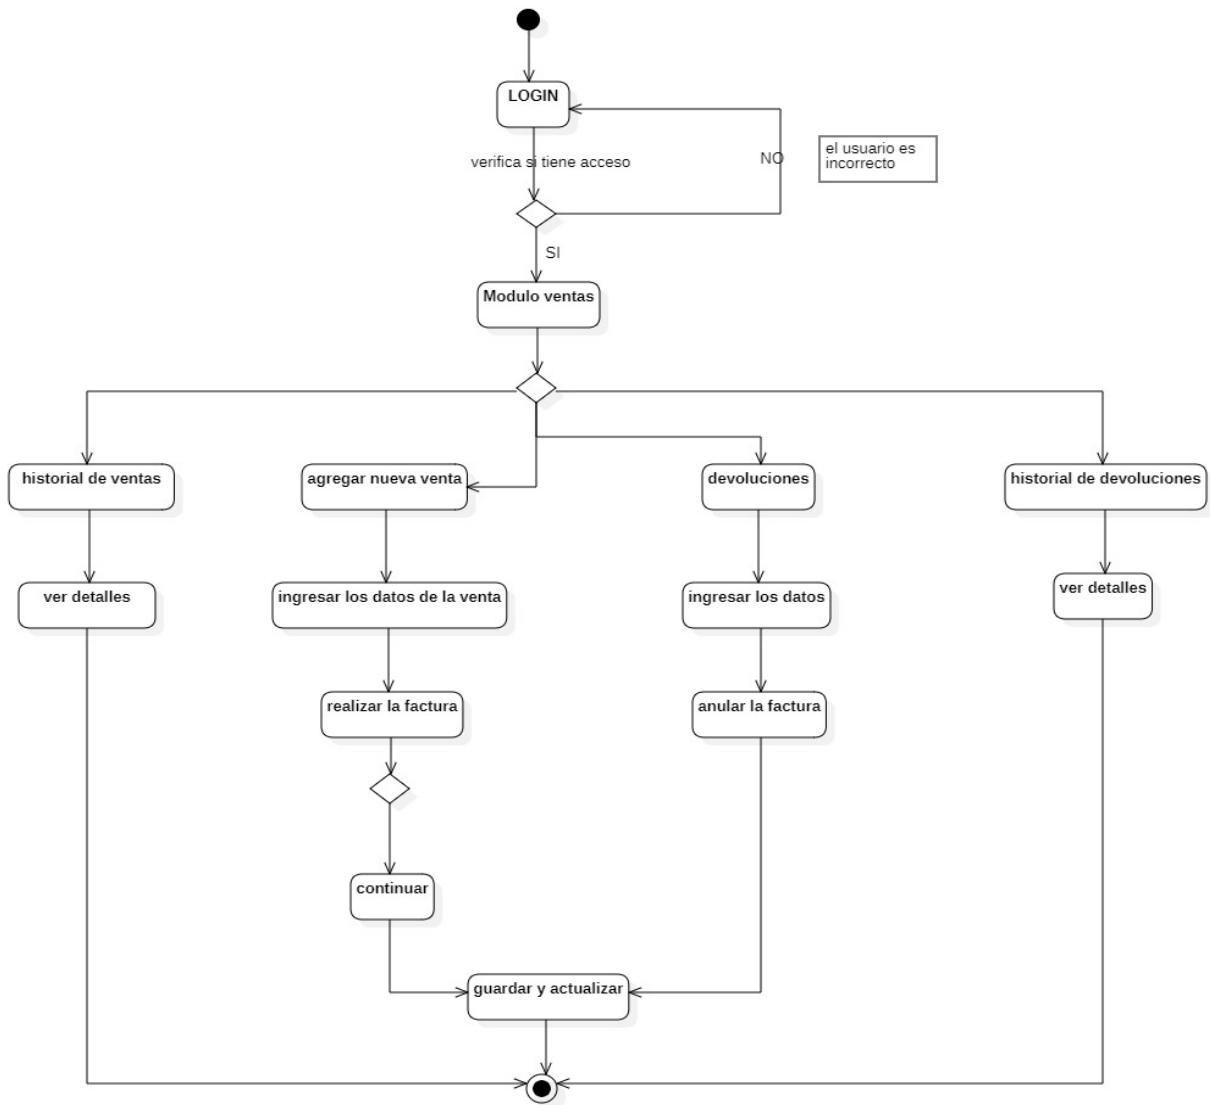 LOGIN
verifica si tiene acceso
NO
el usuario es
incorrecto
SI
Modulo ventas
historial de ventas
agregar nueva venta
devoluciones
historial de devoluciones
ver detalles
ingresar los datos de la venta
ingresar los datos
ver detalles
realizar la factura
anular la factura
continuar
guardar y actualizar